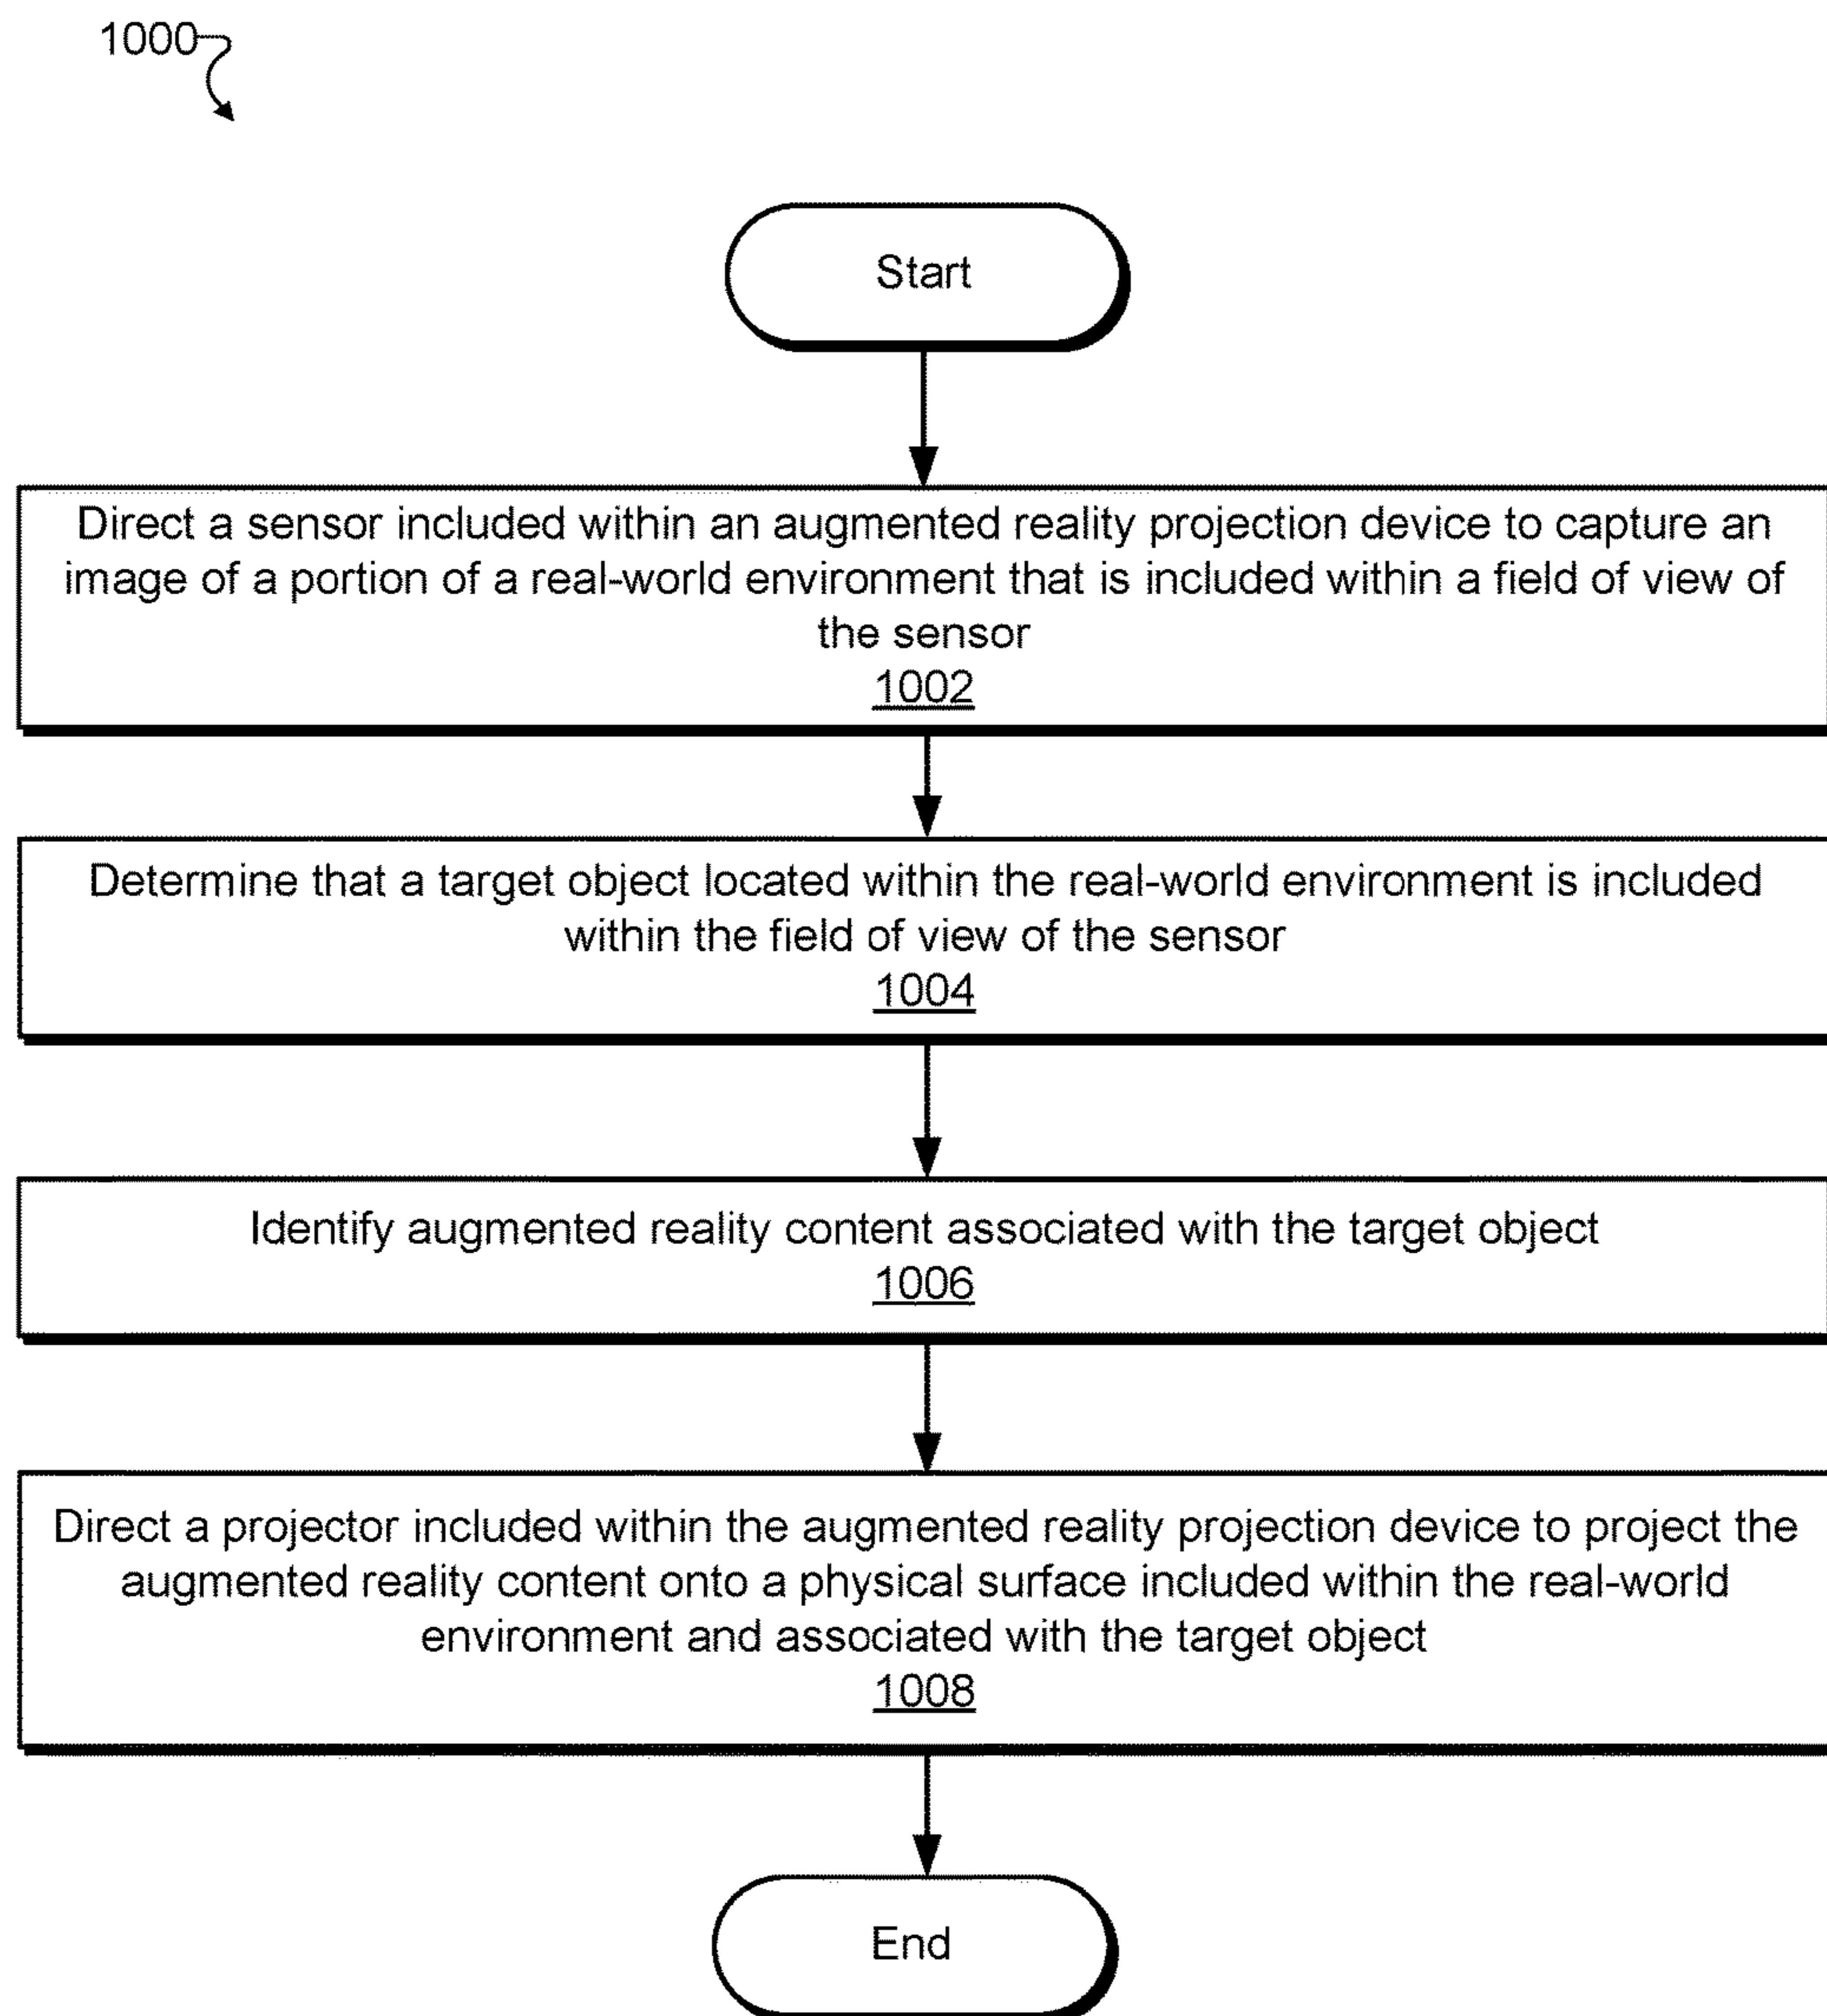 1000
Start
Direct a sensor included within an augmented reality projection device to capture an
image of a portion of a real-world environment that is included within a field of view of
the sensor
1002
Determine that a target object located within the real-world environment is included
within the field of view of the sensor
1004
Identify augmented reality content associated with the target object
1006
Direct a projector included within the augmented reality projection device to project the
augmented reality content onto a physical surface included within the real-world
environment and associated with the target object
1008
End